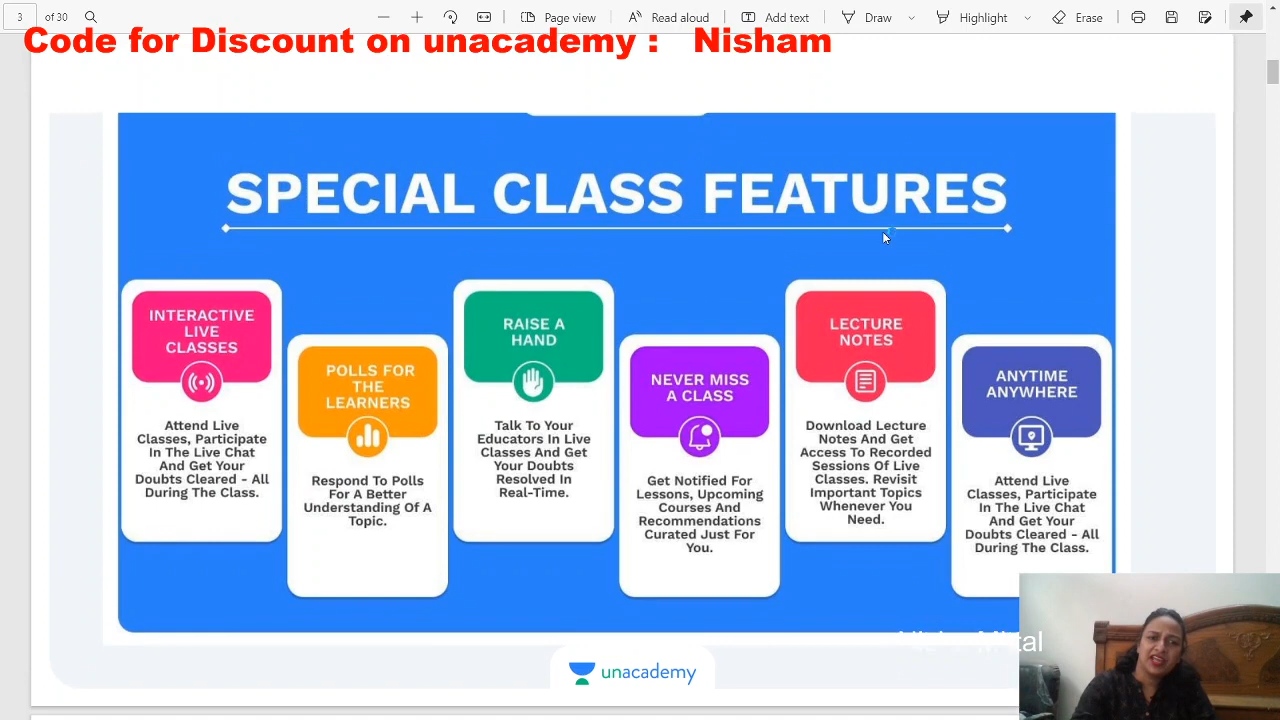 3 of 30
Page view
Read aloud
Add text
Draw
Highlight
Erase
Code for Discount on unacademy : Nisham
SPECIAL CLASS FEATURES
INTERACTIVE
LIVE
CLASSES
Attend Live
Classes, Participate
In The Live Chat
And Get Your
Doubts Cleared - All
During The Class.
POLLS FOR
THE
LEARNERS
Respond To Polls
For A Better
Understanding Of A
Topic.
RAISE A
HAND
Talk To Your
Educators In Live
Classes And Get
Your Doubts
Resolved In
Real-Time.
NEVER MISS
A CLASS
Get Notified For
Lessons, Upcoming
Courses And
Recommendations
Curated Just For
You.
LECTURE
NOTES
Download Lecture
Notes And Get
Access To Recorded
Sessions Of Live
Classes. Revisit
Important Topics
Whenever You
Need.
ANYTIME
ANYWHERE
Attend Live
Classes, Participate
In The Live Chat
And Get Your
Doubts Cleared - All
During The Class.
unacademy